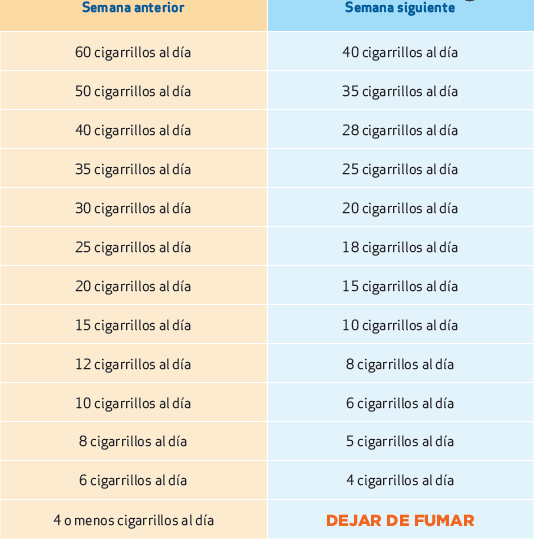 Semana anterior Semana siguiente
60 cigarrillos al día 40 cigarrillos al día
50 cigarrillos al día 35 cigarrillos al día
40 cigarrillos al día 28 cigarrillos al día
35 cigarrillos al día 25 cigarrillos al día
30 cigarrillos al día 20 cigarrillos al día
25 cigarrillos al día 18 cigarrillos al día
20 cigarrillos al día 15 cigarrillos al día
15 cigarrillos al día 10 cigarrillos al día
12 cigarrillos al día 8 cigarrillos al día
10 cigarrillos al día 6 cigarrillos al día
8 cigarrillos al día 5 cigarrillos al día
6 cigarrillos al día 4 cigarrillos al día
4 o menos cigarrillos al día DEJAR DE FUMAR